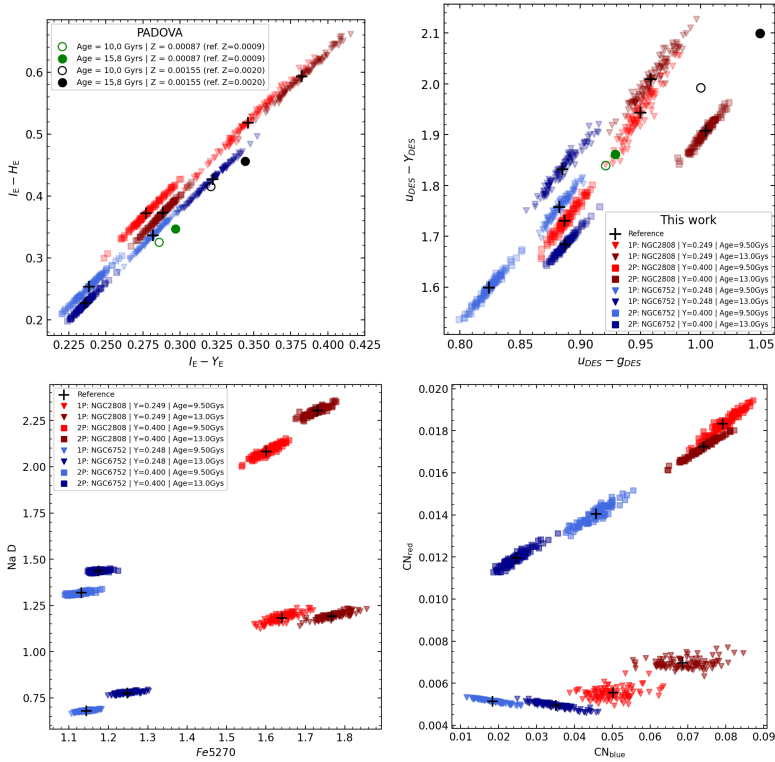 PADOVA
Age = 10,0 Gyrs | Z = 0.00087 (ref. Z=0.0009)
Age = 15,8 Gyrs | Z = 0.00087 (ref. Z=0.0009)
Age = 10,0 Gyrs | Z = 0.00155 (ref. Z=0.0020)
Age = 15,8 Gyrs | Z = 0.00155 (ref. Z=0.0020)
0.6
0.5
0.4
0.3
0.2
I_E − H_E
0.225 0.250 0.275 0.300 0.325 0.350 0.375 0.400 0.425
I_E − Y_E
2.1
2.0
1.9
1.8
1.7
1.6
u_DES − Y_DES
This work
Reference
1P: NGC2808 | Y=0.249 | Age=9.50Gys
1P: NGC2808 | Y=0.249 | Age=13.0Gys
2P: NGC2808 | Y=0.400 | Age=9.50Gys
2P: NGC2808 | Y=0.400 | Age=13.0Gys
1P: NGC6752 | Y=0.248 | Age=9.50Gys
1P: NGC6752 | Y=0.248 | Age=13.0Gys
2P: NGC6752 | Y=0.400 | Age=9.50Gys
2P: NGC6752 | Y=0.400 | Age=13.0Gys
0.80 0.85 0.90 0.95 1.00 1.05
u_DES − g_DES
Reference
1P: NGC2808 | Y=0.249 | Age=9.50Gys
1P: NGC2808 | Y=0.249 | Age=13.0Gys
2P: NGC2808 | Y=0.400 | Age=9.50Gys
2P: NGC2808 | Y=0.400 | Age=13.0Gys
1P: NGC6752 | Y=0.248 | Age=9.50Gys
1P: NGC6752 | Y=0.248 | Age=13.0Gys
2P: NGC6752 | Y=0.400 | Age=9.50Gys
2P: NGC6752 | Y=0.400 | Age=13.0Gys
2.25
2.00
1.75
1.50
1.25
1.00
0.75
Na D
1.1 1.2 1.3 1.4 1.5 1.6 1.7 1.8
Fe5270
0.020
0.018
0.016
0.014
0.012
0.010
0.008
0.006
0.004
CN_red
0.01 0.02 0.03 0.04 0.05 0.06 0.07 0.08 0.09
CN_blue